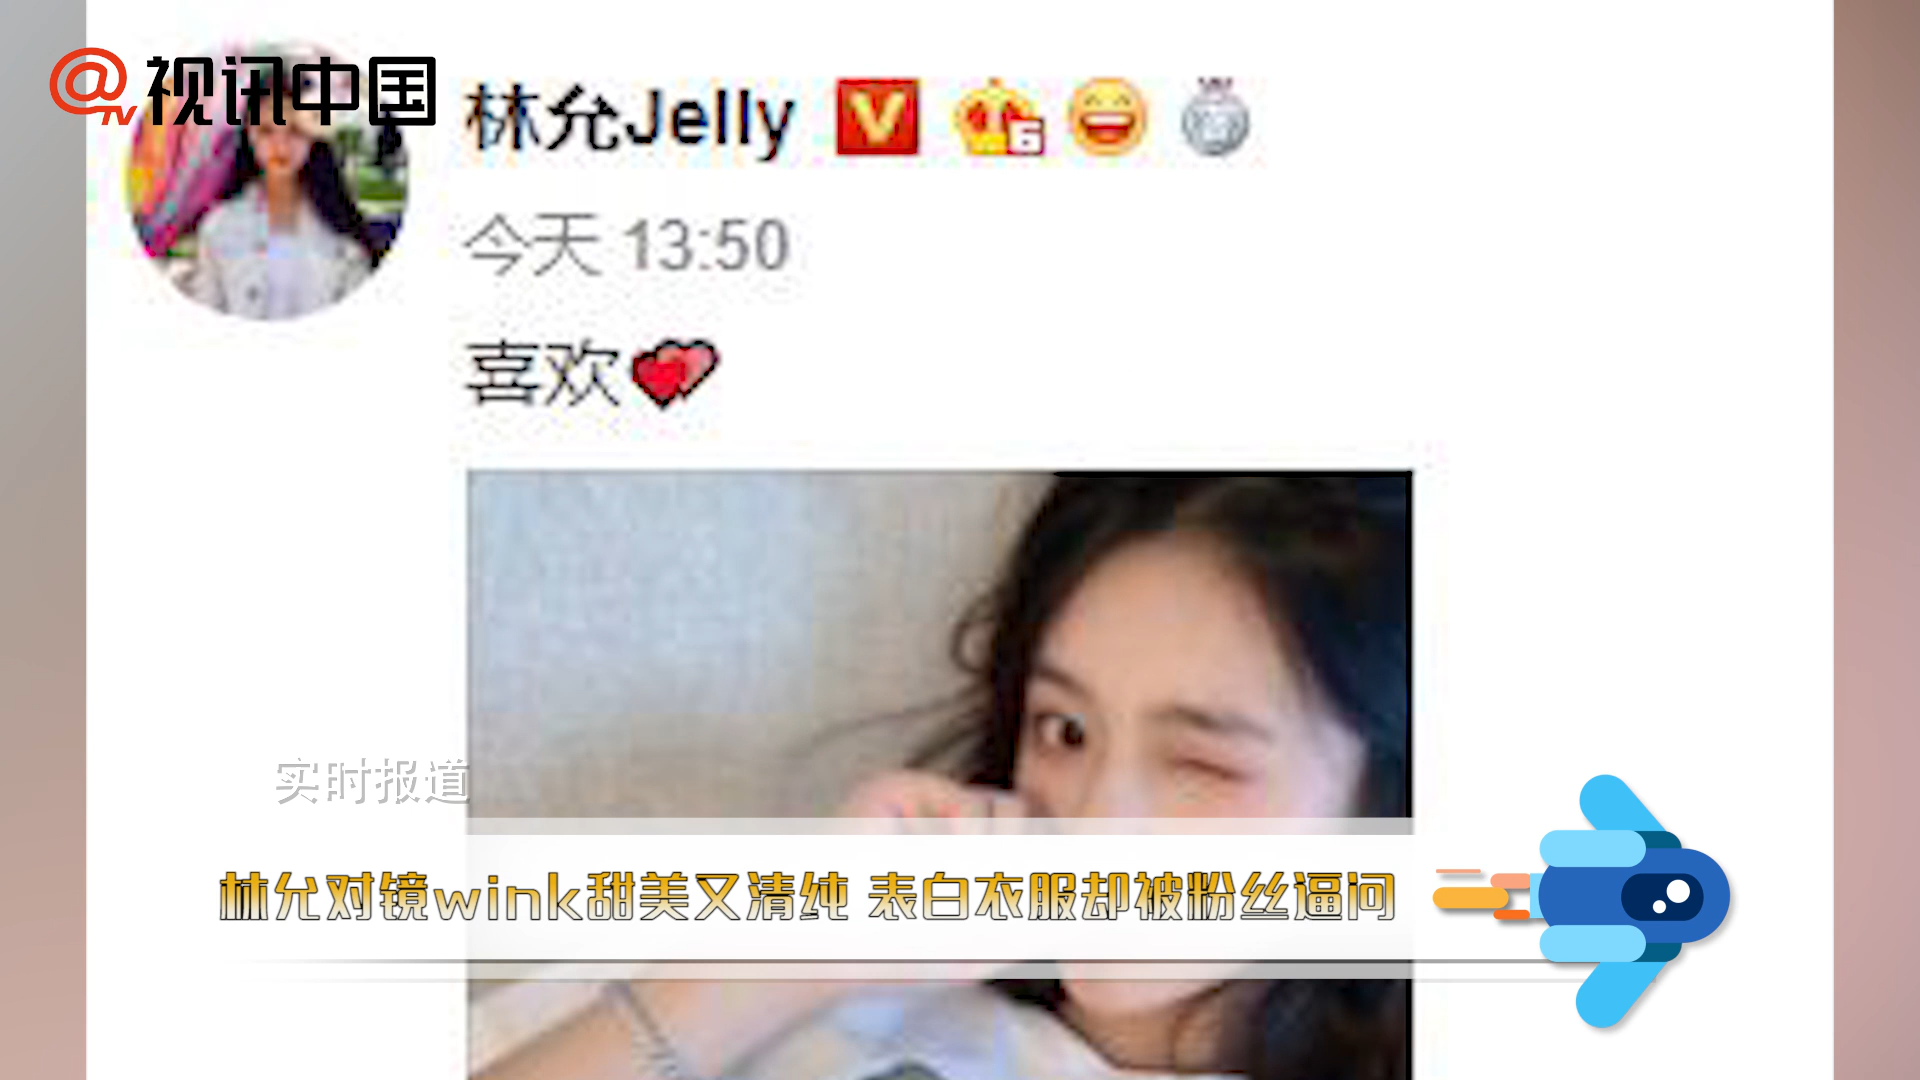 @TV 视讯中国
林允Jelly V 6
今天 13:50
喜欢
实时报道
林允对镜wink甜美又清纯 表白衣服却被粉丝逼问